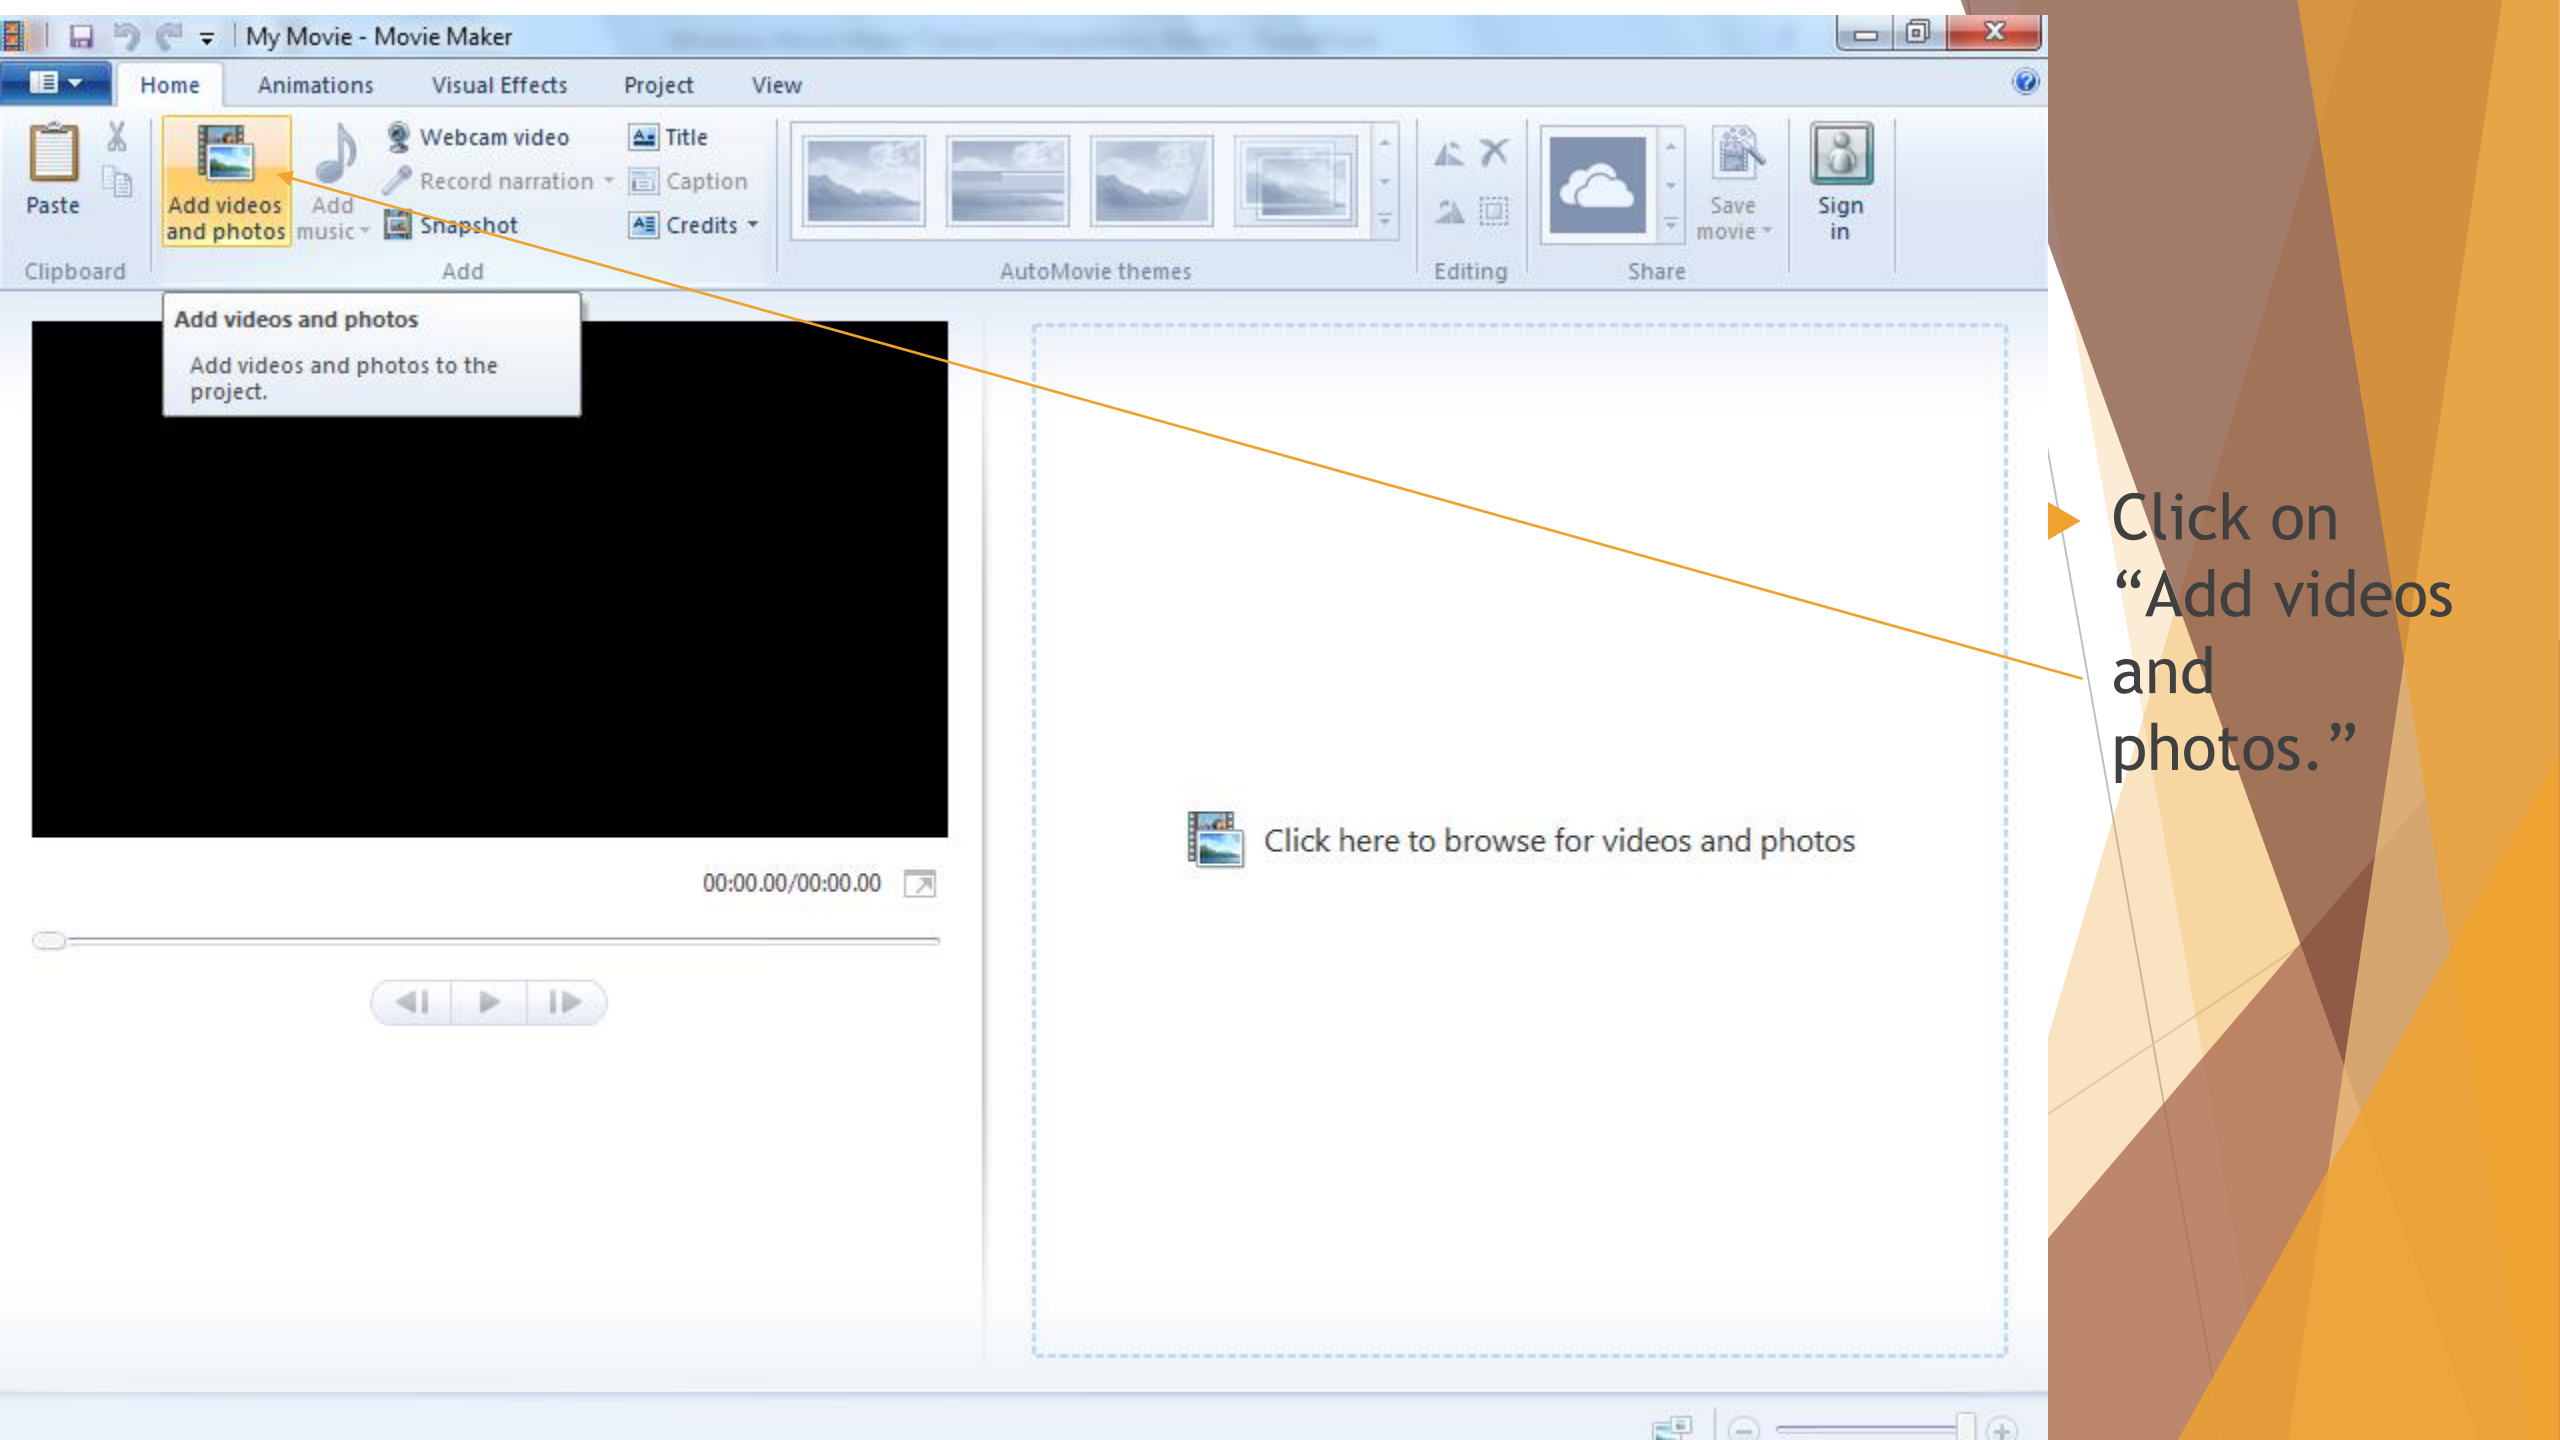 My Movie - Movie Maker
Home Animations Visual Effects Project View
Paste
Clipboard
Add videos
and photos
Add
music
Webcam video
Record narration
Snapshot
Title
Caption
Credits
Add
AutoMovie themes
Editing
Save
movie
Share
Sign
in
Add videos and photos
Add videos and photos to the
project.
00:00.00/00:00.00
Click here to browse for videos and photos
Click on
“Add videos
and
photos.”